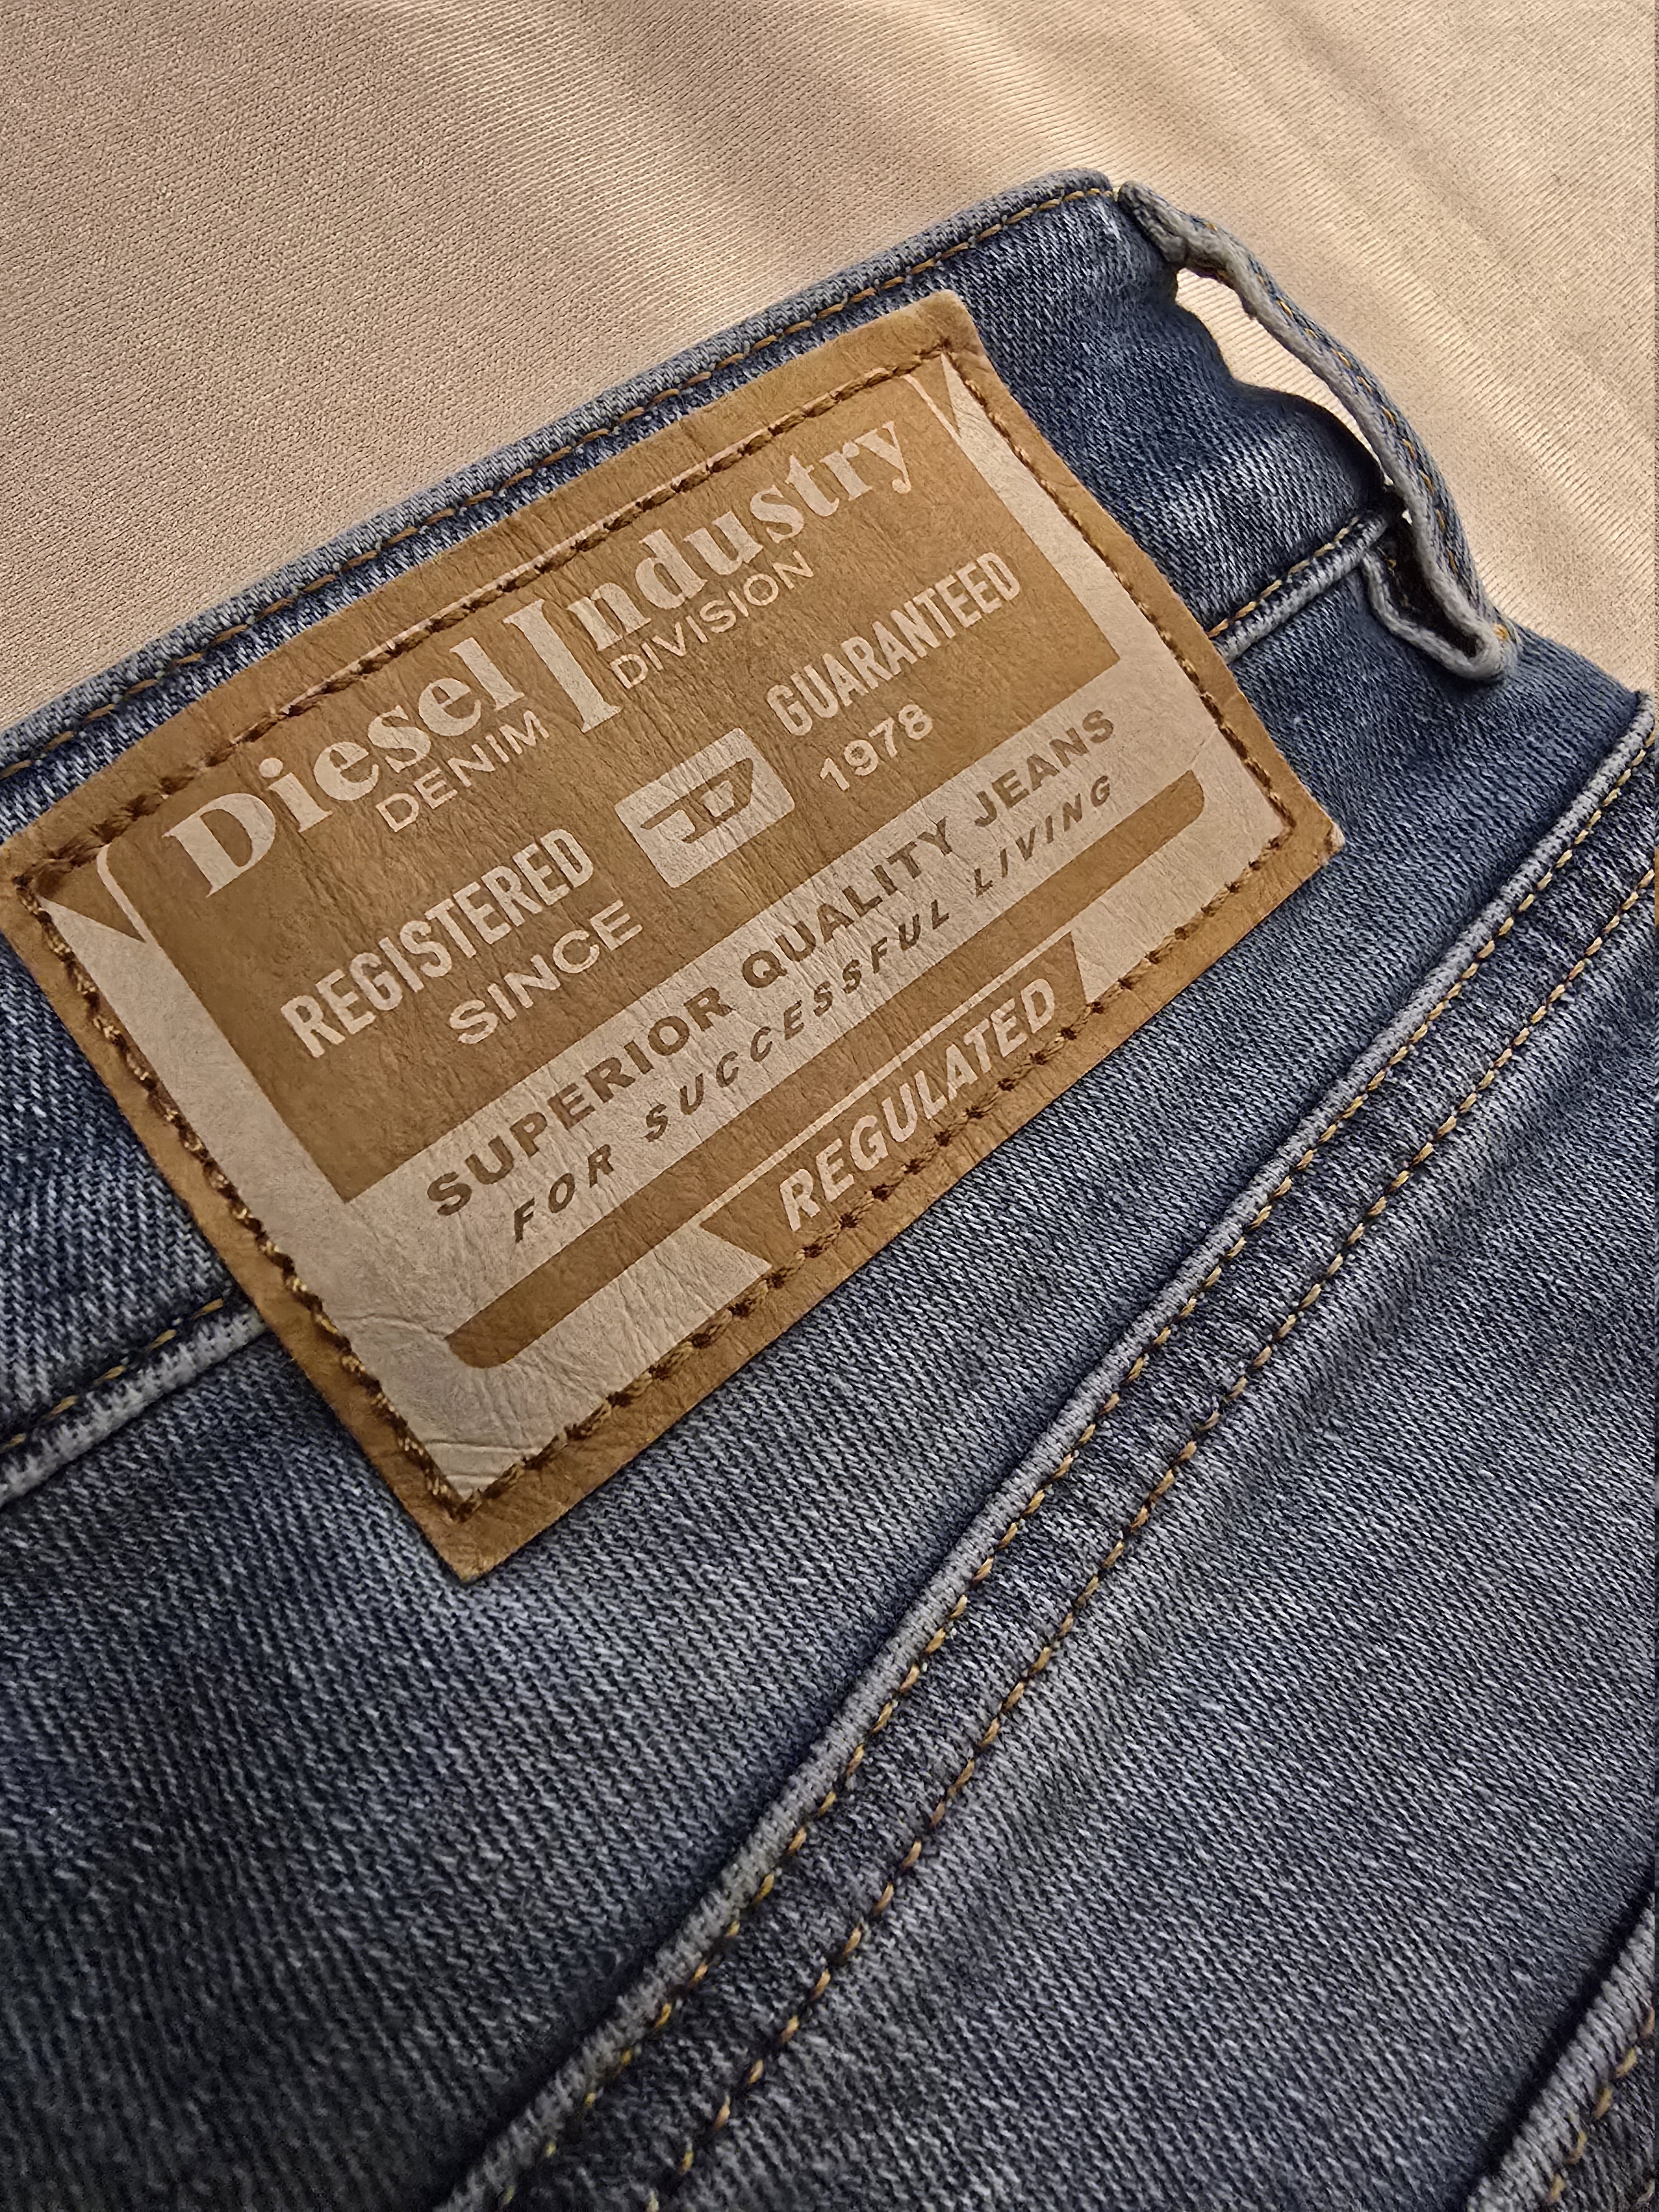 Diesel Industry
DENIM DIVISION
REGISTERED D GUARANTEED
SINCE 1978
SUPERIOR QUALITY JEANS
FOR SUCCESSFUL LIVING
REGULATED